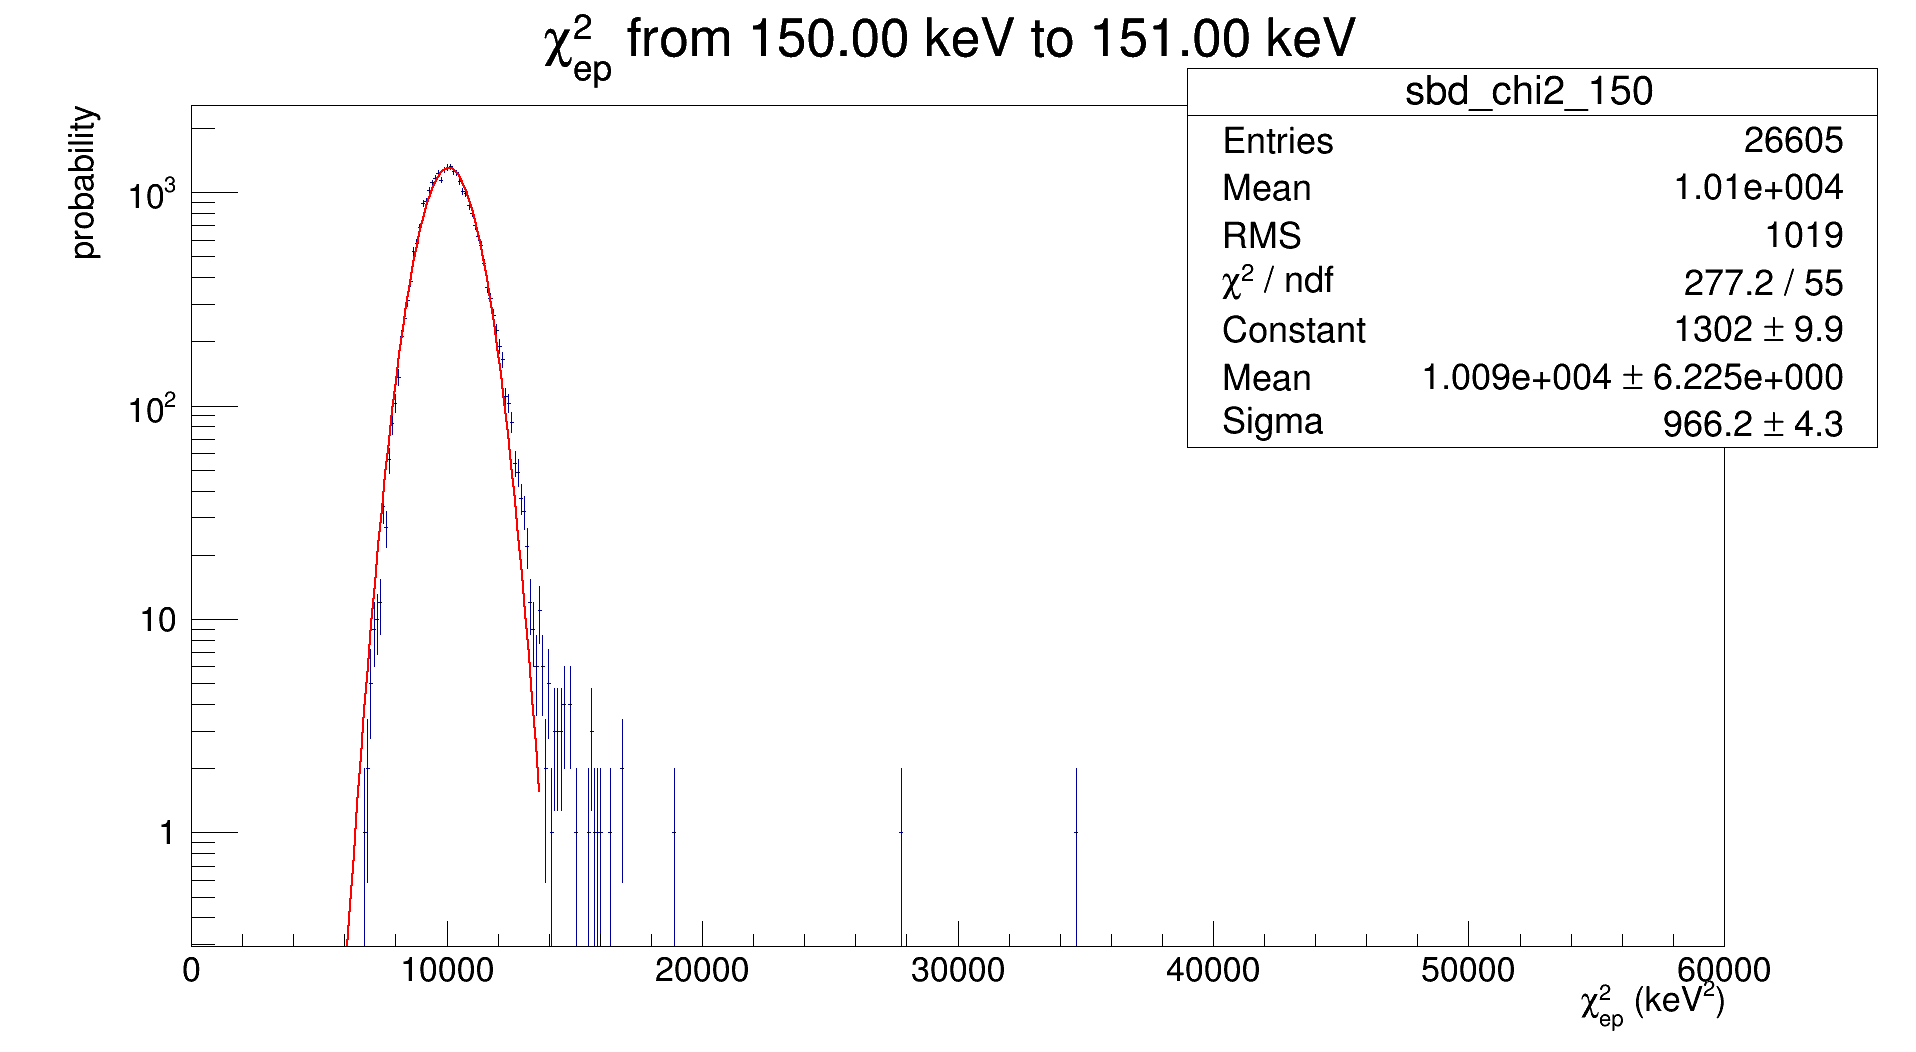 χ²ep from 150.00 keV to 151.00 keV
probability
sbd_chi2_150
Entries 26605
Mean 1.01e+004
RMS 1019
χ² / ndf 277.2 / 55
Constant 1302 ± 9.9
Mean 1.009e+004 ± 6.225e+000
Sigma 966.2 ± 4.3
10³
10²
10
1
0 10000 20000 30000 40000 50000 60000
χ²ep (keV²)